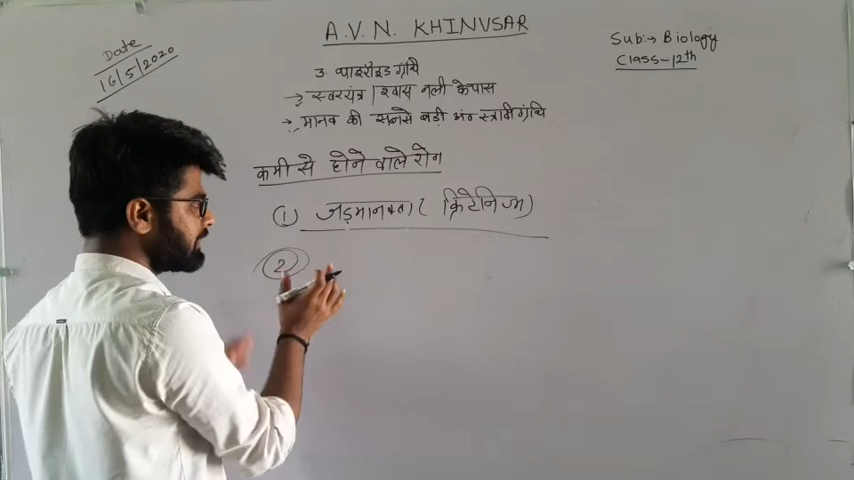 A.V.N. KHINVSAR
Date
16/5/2020
Sub:→ Biology
Class-12th
3. थाइरॉइड ग्रंथि
→ स्वरयंत्र | श्वास नली के पास
→ मानव की सबसे बड़ी अंतः स्त्रावी ग्रंथि
कमी से होने वाले रोग
① जड़मानवता ( क्रिटेनिज्म)
②